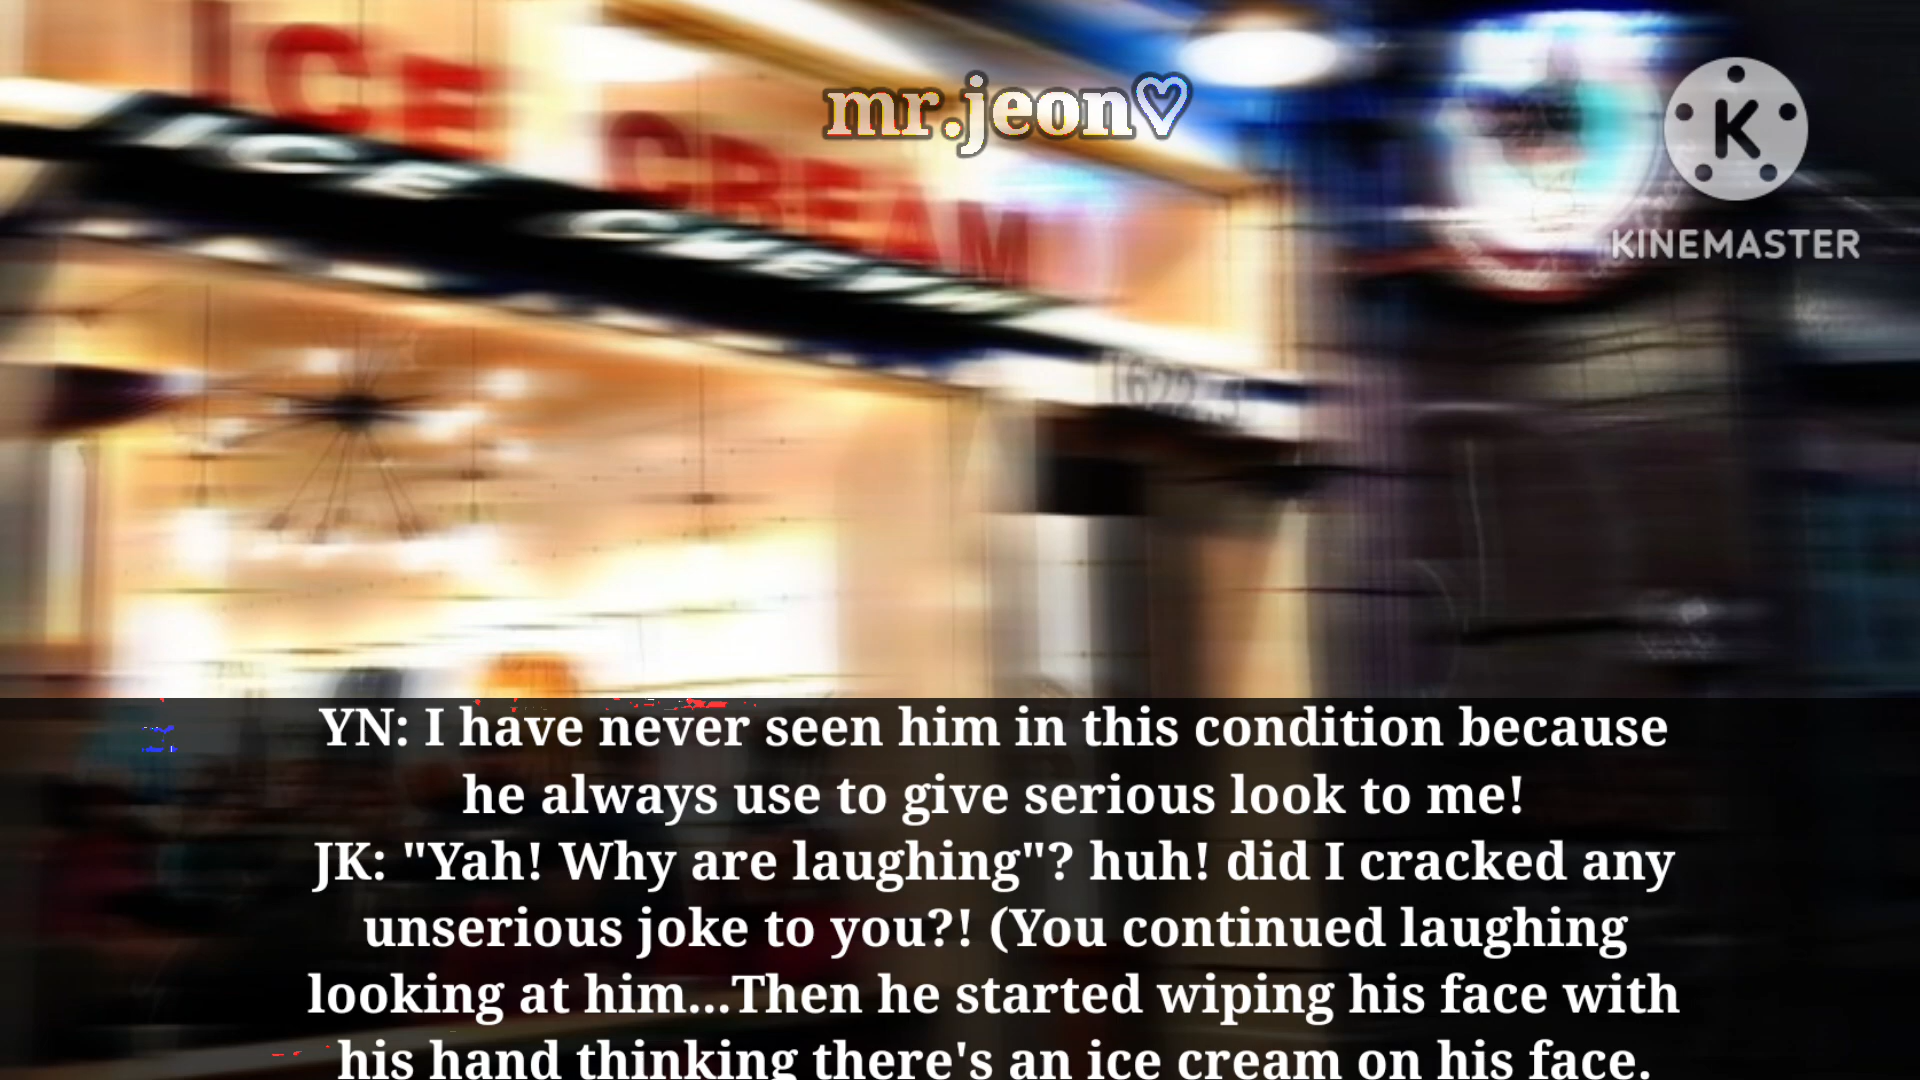 ICE CREAM
mr.jeon♡
ICE CREAM
K
KINEMASTER
YN: I have never seen him in this condition because
he always use to give serious look to me!
JK: "Yah! Why are laughing"? huh! did I cracked any
unserious joke to you?! (You continued laughing
looking at him...Then he started wiping his face with
his hand thinking there's an ice cream on his face.